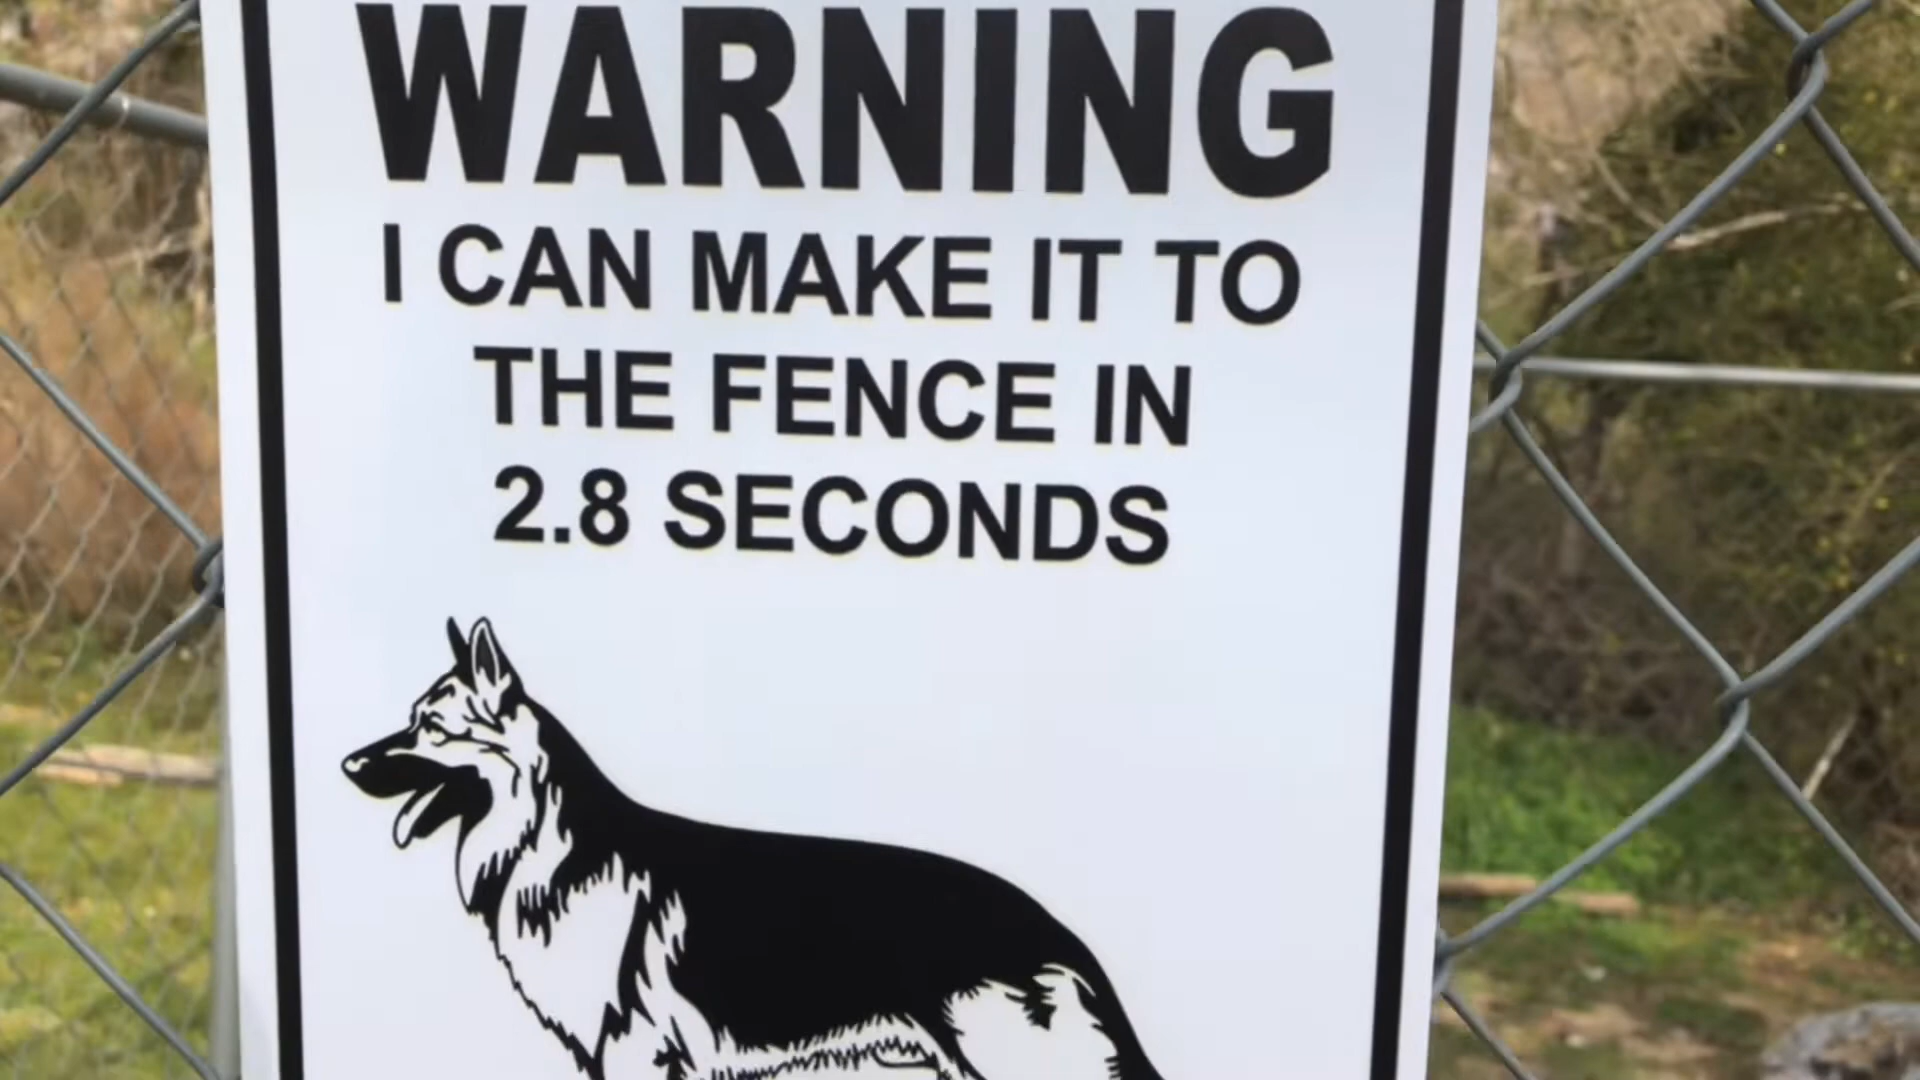 WARNING
I CAN MAKE IT TO
THE FENCE IN
2.8 SECONDS